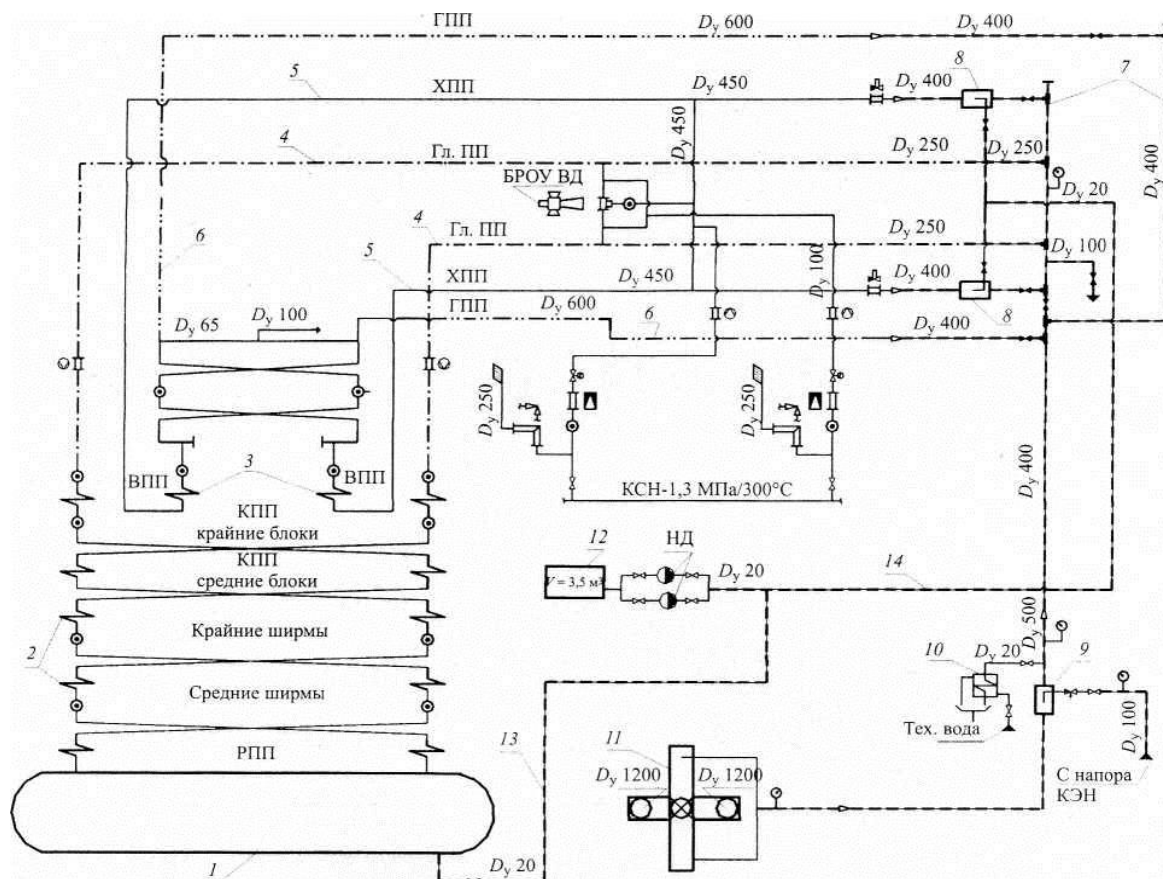 ГПП
Dу 600
Dу 400
5
ХПП
Dу 450
Dу 400
8
7
4
Гл. ПП
Dу 450
Dу 250
Dу 250
БРОУ ВД
Dу 400
Dу 20
4
Гл. ПП
Dу 250
6
5
Dу 100
Dу 100
ХПП
Dу 450
Dу 400
ГПП
Dу 600
8
Dу 65
Dу 100
6
Dу 400
Dу 250
Dу 250
ВПП
3
ВПП
Dу 400
КСН-1,3 МПа/300°С
КПП
крайние блоки
12
НД
КПП
средние блоки
V = 3,5 м³
Dу 20
14
2
Крайние ширмы
Dу 500
10
Dу 20
9
Средние ширмы
Тех. вода
Dу 100
РПП
13
11
Dу 1200
Dу 1200
С напора
КЭН
1
Dу 20